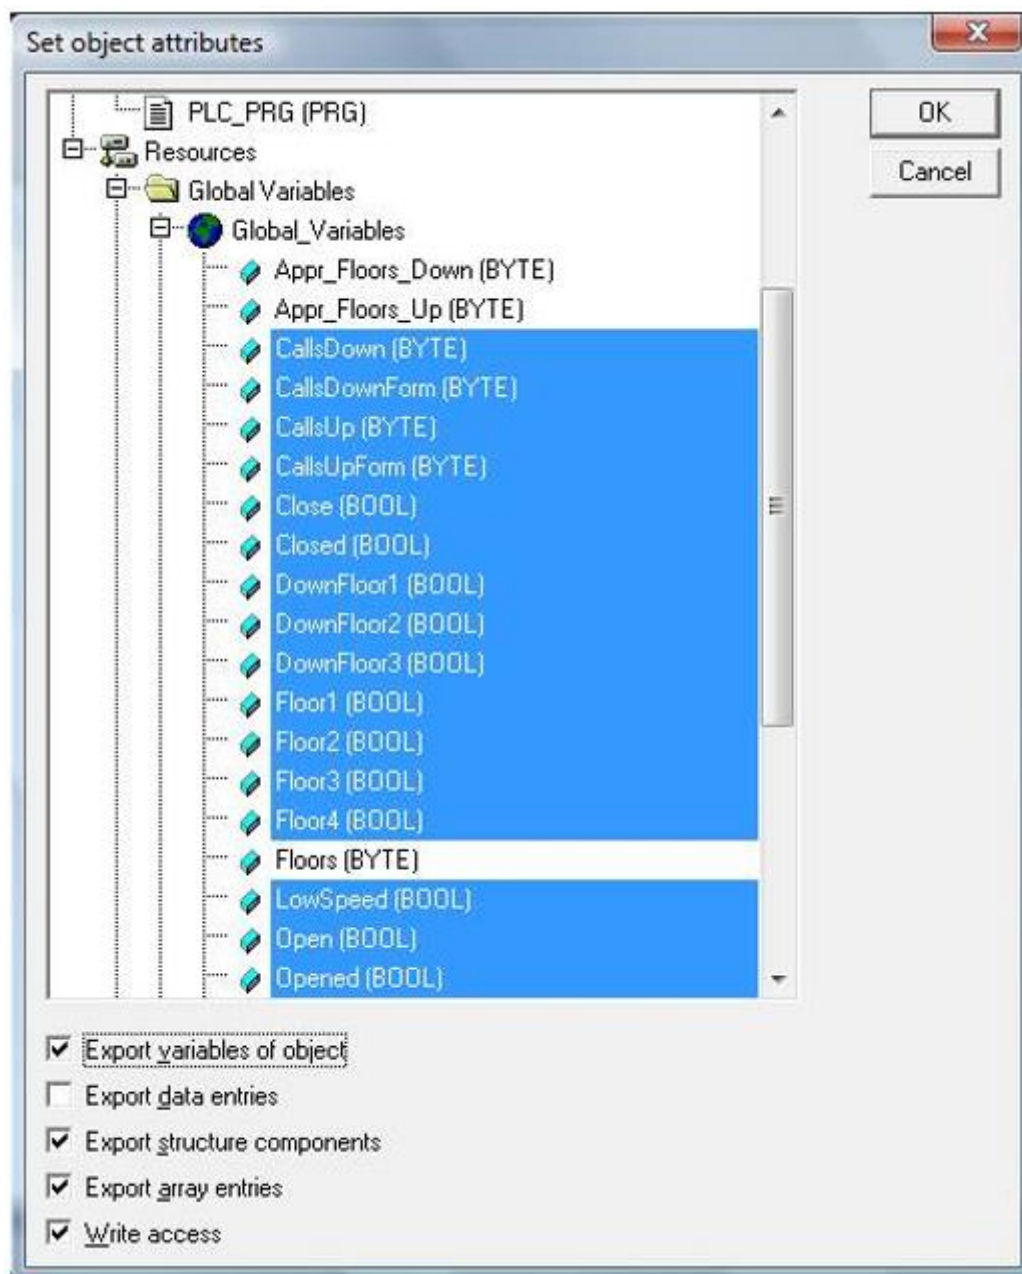 Set object attributes
PLC_PRG (PRG)
OK
Resources
Cancel
Global Variables
Global_Variables
Appr_Floors_Down (BYTE)
Appr_Floors_Up (BYTE)
CallsDown (BYTE)
CallsDownForm (BYTE)
CallsUp (BYTE)
CallsUpForm (BYTE)
Close (BOOL)
Closed (BOOL)
DownFloor1 (BOOL)
DownFloor2 (BOOL)
DownFloor3 (BOOL)
Floor1 (BOOL)
Floor2 (BOOL)
Floor3 (BOOL)
Floor4 (BOOL)
Floors (BYTE)
LowSpeed (BOOL)
Open (BOOL)
Opened (BOOL)
Export variables of object
Export data entries
Export structure components
Export array entries
Write access